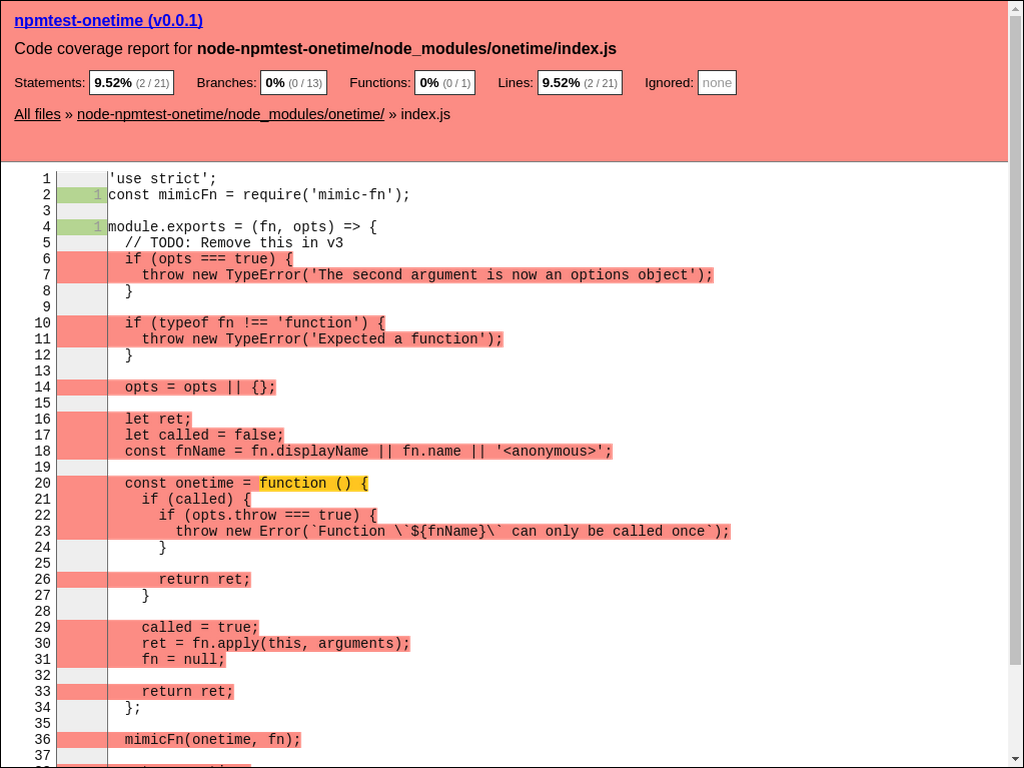 npmtest-onetime (v0.0.1)
Code coverage report for node-npmtest-onetime/node_modules/onetime/index.js
Statements: 9.52% (2 / 21) Branches: 0% (0 / 13) Functions: 0% (0 / 1) Lines: 9.52% (2 / 21) Ignored: none
All files » node-npmtest-onetime/node_modules/onetime/ » index.js
1 'use strict';
2 1 const mimicFn = require('mimic-fn');
3
4 1 module.exports = (fn, opts) => {
5 // TODO: Remove this in v3
6 if (opts === true) {
7 throw new TypeError('The second argument is now an options object');
8 }
9
10 if (typeof fn !== 'function') {
11 throw new TypeError('Expected a function');
12 }
13
14 opts = opts || {};
15
16 let ret;
17 let called = false;
18 const fnName = fn.displayName || fn.name || '<anonymous>';
19
20 const onetime = function () {
21 if (called) {
22 if (opts.throw === true) {
23 throw new Error(`Function \`${fnName}\` can only be called once`);
24 }
25
26 return ret;
27 }
28
29 called = true;
30 ret = fn.apply(this, arguments);
31 fn = null;
32
33 return ret;
34 };
35
36 mimicFn(onetime, fn);
37